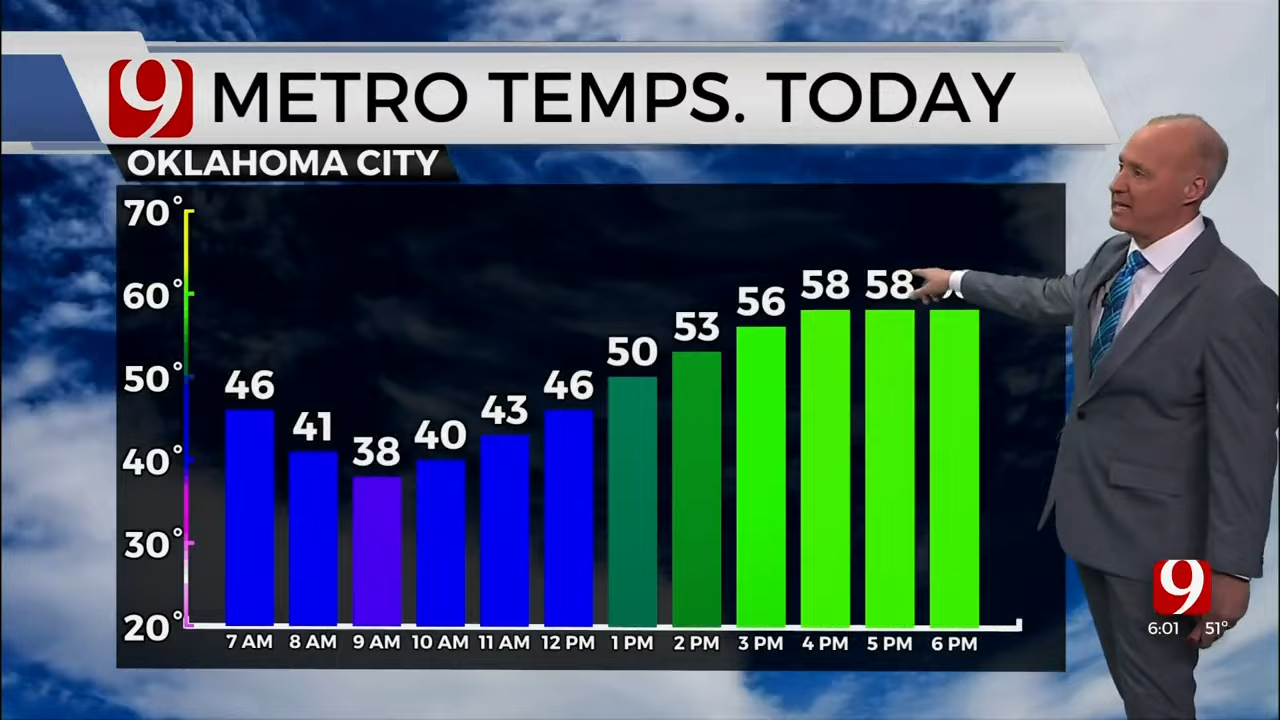 9 METRO TEMPS. TODAY
OKLAHOMA CITY
70°
60°
50°
40°
30°
20°
46 41 38 40 43 46 50 53 56 58 58
7 AM 8 AM 9 AM 10 AM 11 AM 12 PM 1 PM 2 PM 3 PM 4 PM 5 PM 6 PM
9
6:01 51°